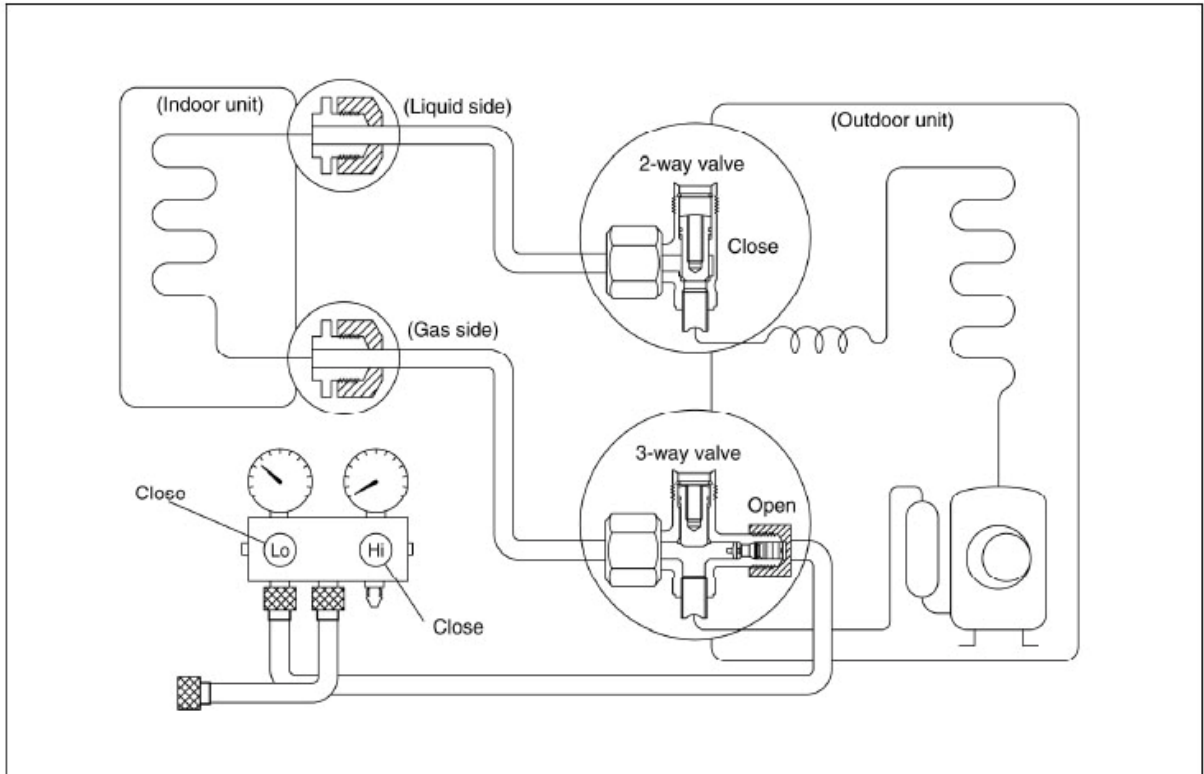 (Indoor unit)
(Liquid side)
(Outdoor unit)
2-way valve
Close
(Gas side)
3-way valve
Open
Closo
Lo
Hi
Close